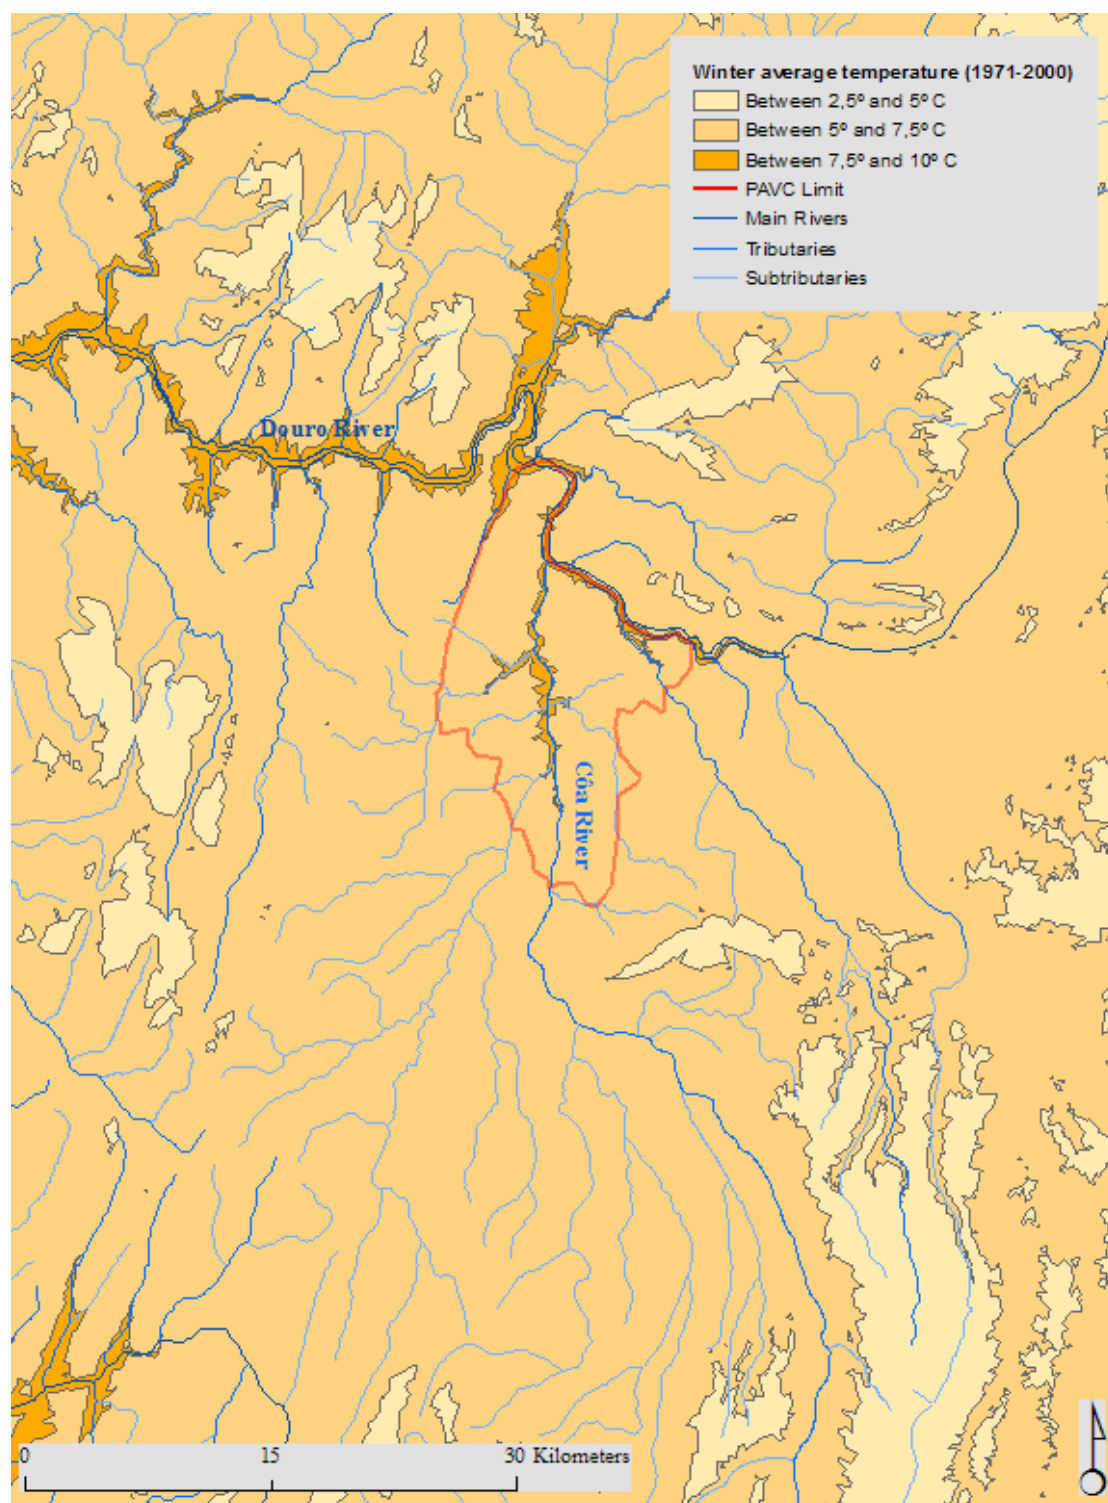 Winter average temperature (1971-2000)
Between 2,5º and 5º C
Between 5º and 7,5º C
Between 7,5º and 10º C
PAVC Limit
Main Rivers
Tributaries
Subtributaries
Douro River
Côa River
0 15 30 Kilometers